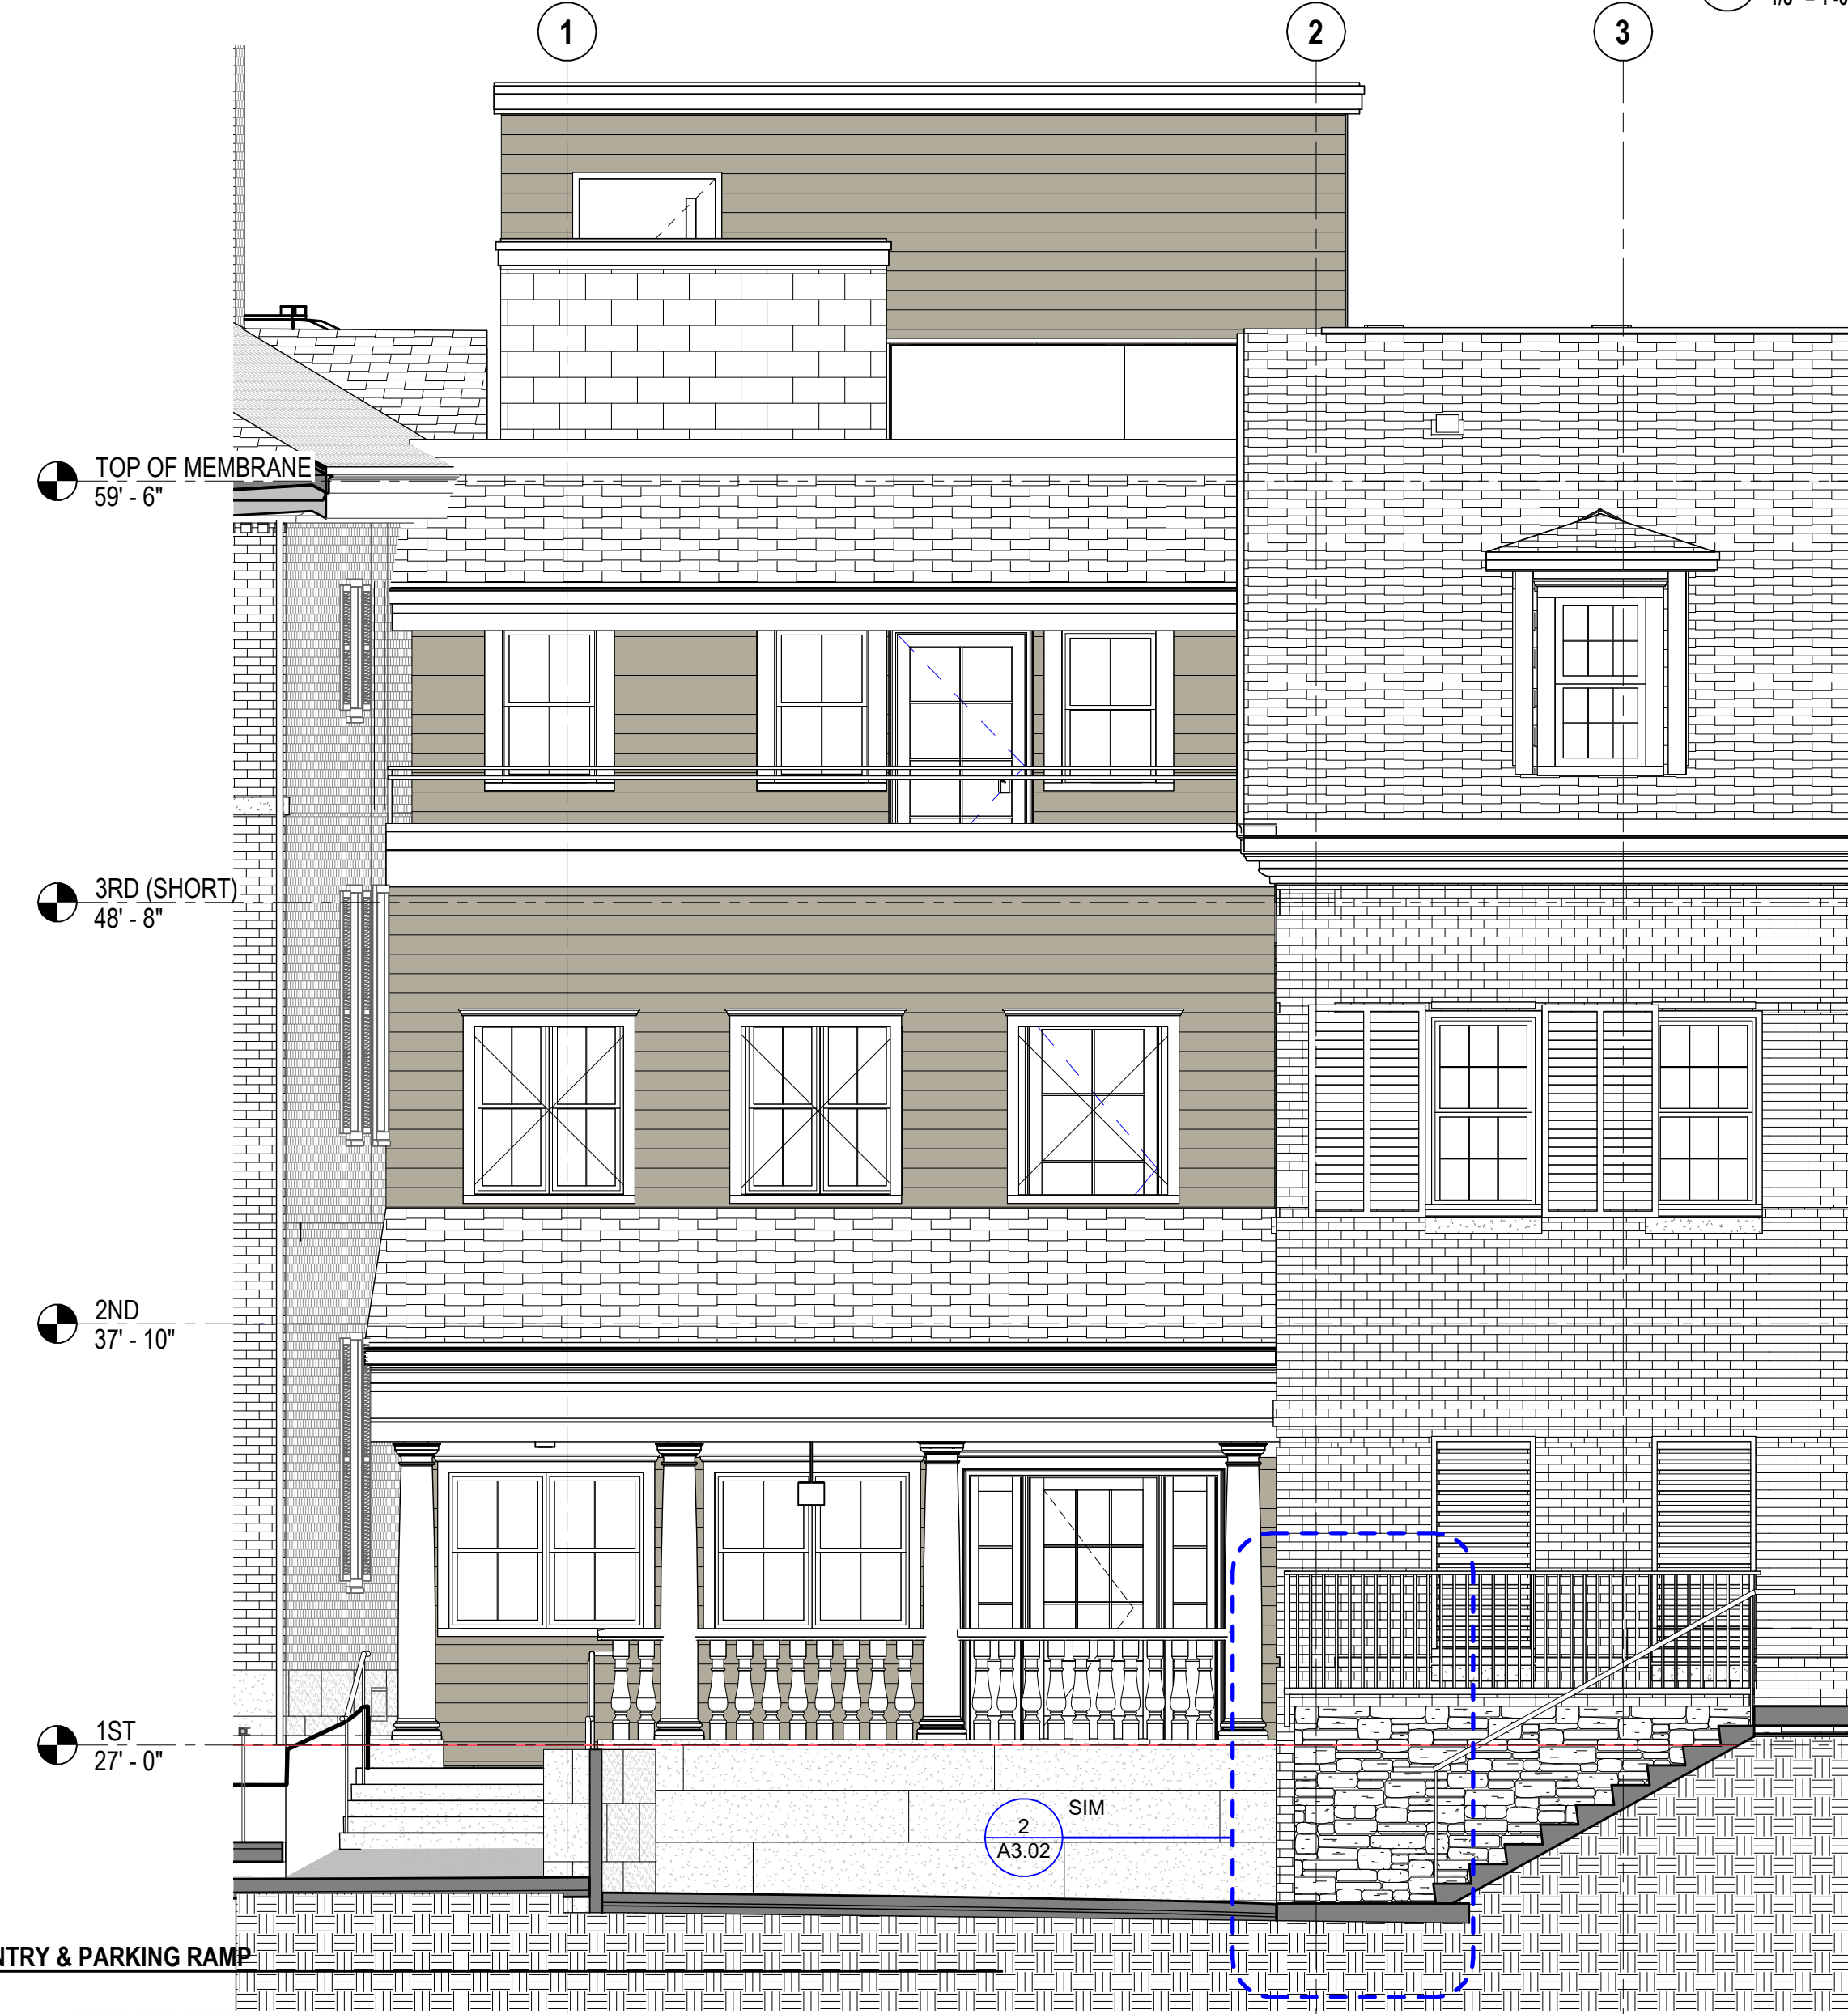 1
2
3
TOP OF MEMBRANE
59' - 6"
3RD (SHORT)
48' - 8"
2ND
37' - 10"
1ST
27' - 0"
SIM
2
A3.02
NTRY & PARKING RAMP